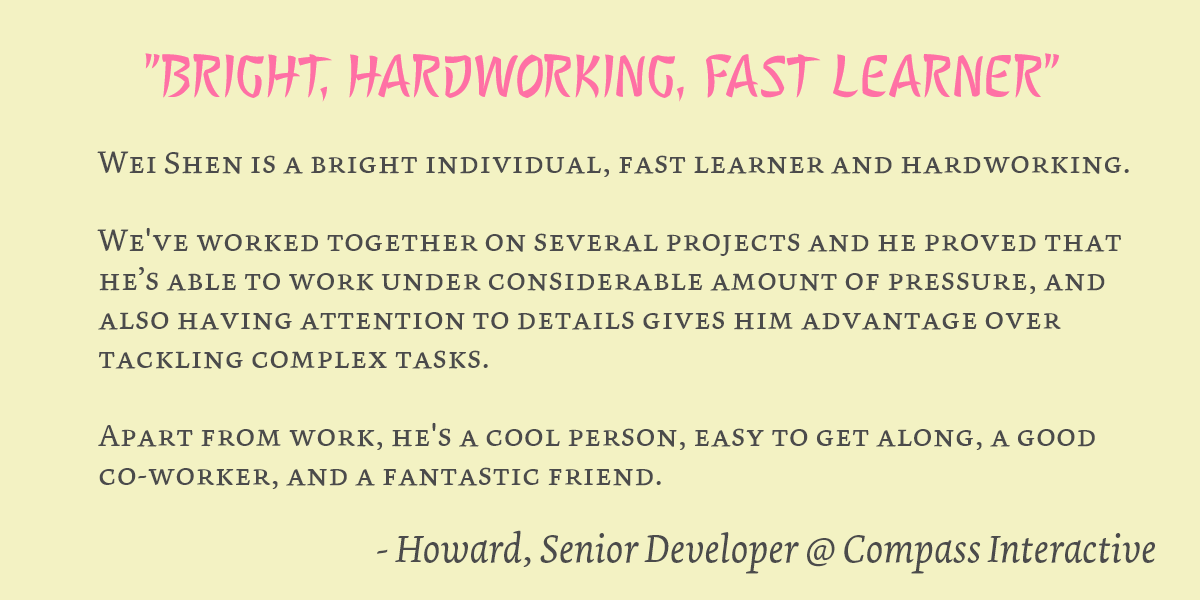 "BRIGHT, HARDWORKING, FAST LEARNER"
Wei Shen is a bright individual, fast learner and hardworking.
We've worked together on several projects and he proved that
he’s able to work under considerable amount of pressure, and
also having attention to details gives him advantage over
tackling complex tasks.
Apart from work, he's a cool person, easy to get along, a good
co-worker, and a fantastic friend.
- Howard, Senior Developer @ Compass Interactive